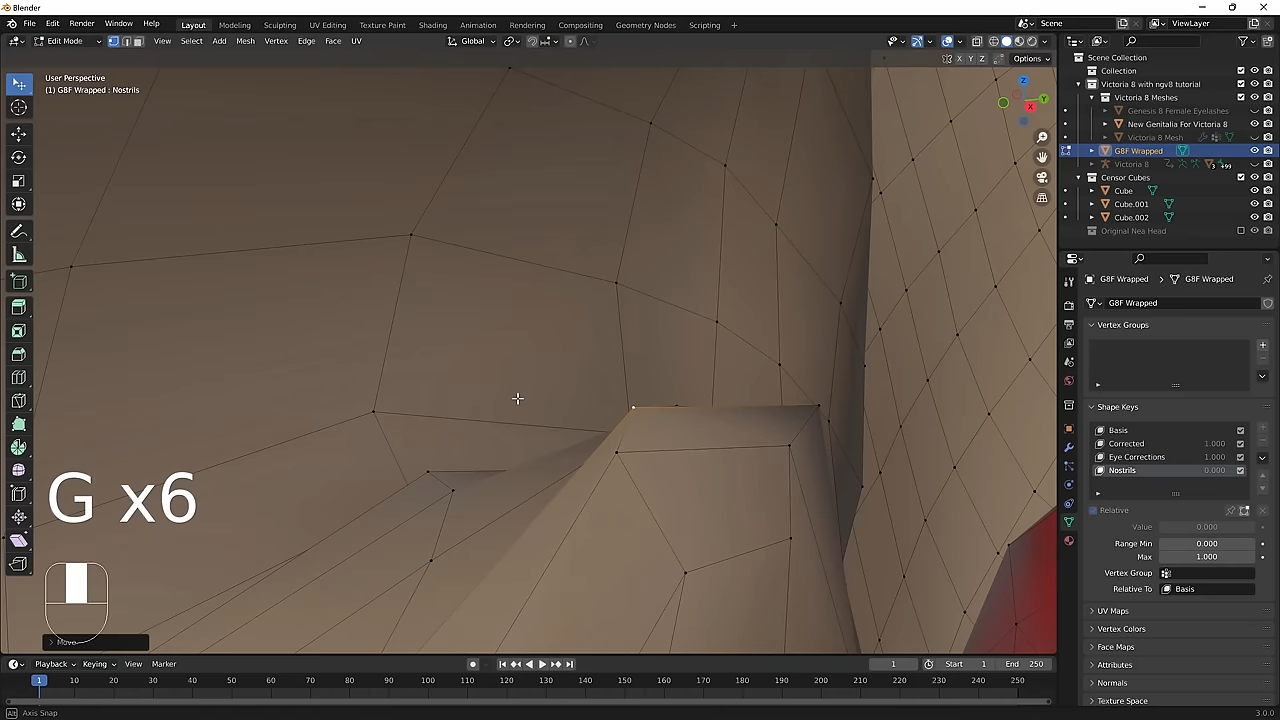 Blender
File Edit Render Window Help Layout Modeling Sculpting UV Editing Texture Paint Shading Animation Rendering Compositing Geometry Nodes Scripting + Scene ViewLayer
Edit Mode View Select Add Mesh Vertex Edge Face UV Global
X Y Z Options
User Perspective
(1) G8F Wrapped : Nostrils
Z
Y
X
Scene Collection
Collection
Victoria 8 with ngv8 tutorial
Victoria 8 Meshes
Genesis 8 Female Eyelashes
New Genitalia For Victoria 8
Victoria 8 Mesh
G8F Wrapped
Victoria 8
Censor Cubes
Cube
Cube.001
Cube.002
Original Nea Head
G8F Wrapped > G8F Wrapped
G8F Wrapped
Vertex Groups
Shape Keys
Basis
Corrected 1.000
Eye Corrections 1.000
Nostrils 0.000
Relative
Value 0.000
Range Min 0.000
Max 1.000
Vertex Group
Relative To Basis
UV Maps
Vertex Colors
Face Maps
Attributes
Normals
Texture Space
G x6
Move
Playback Keying View Marker 1 Start 1 End 250
1 10 20 30 40 50 60 70 80 90 100 110 120 130 140 150 160 170 180 190 200 210 220 230 240 250
Alt Axis Snap 3.0.0